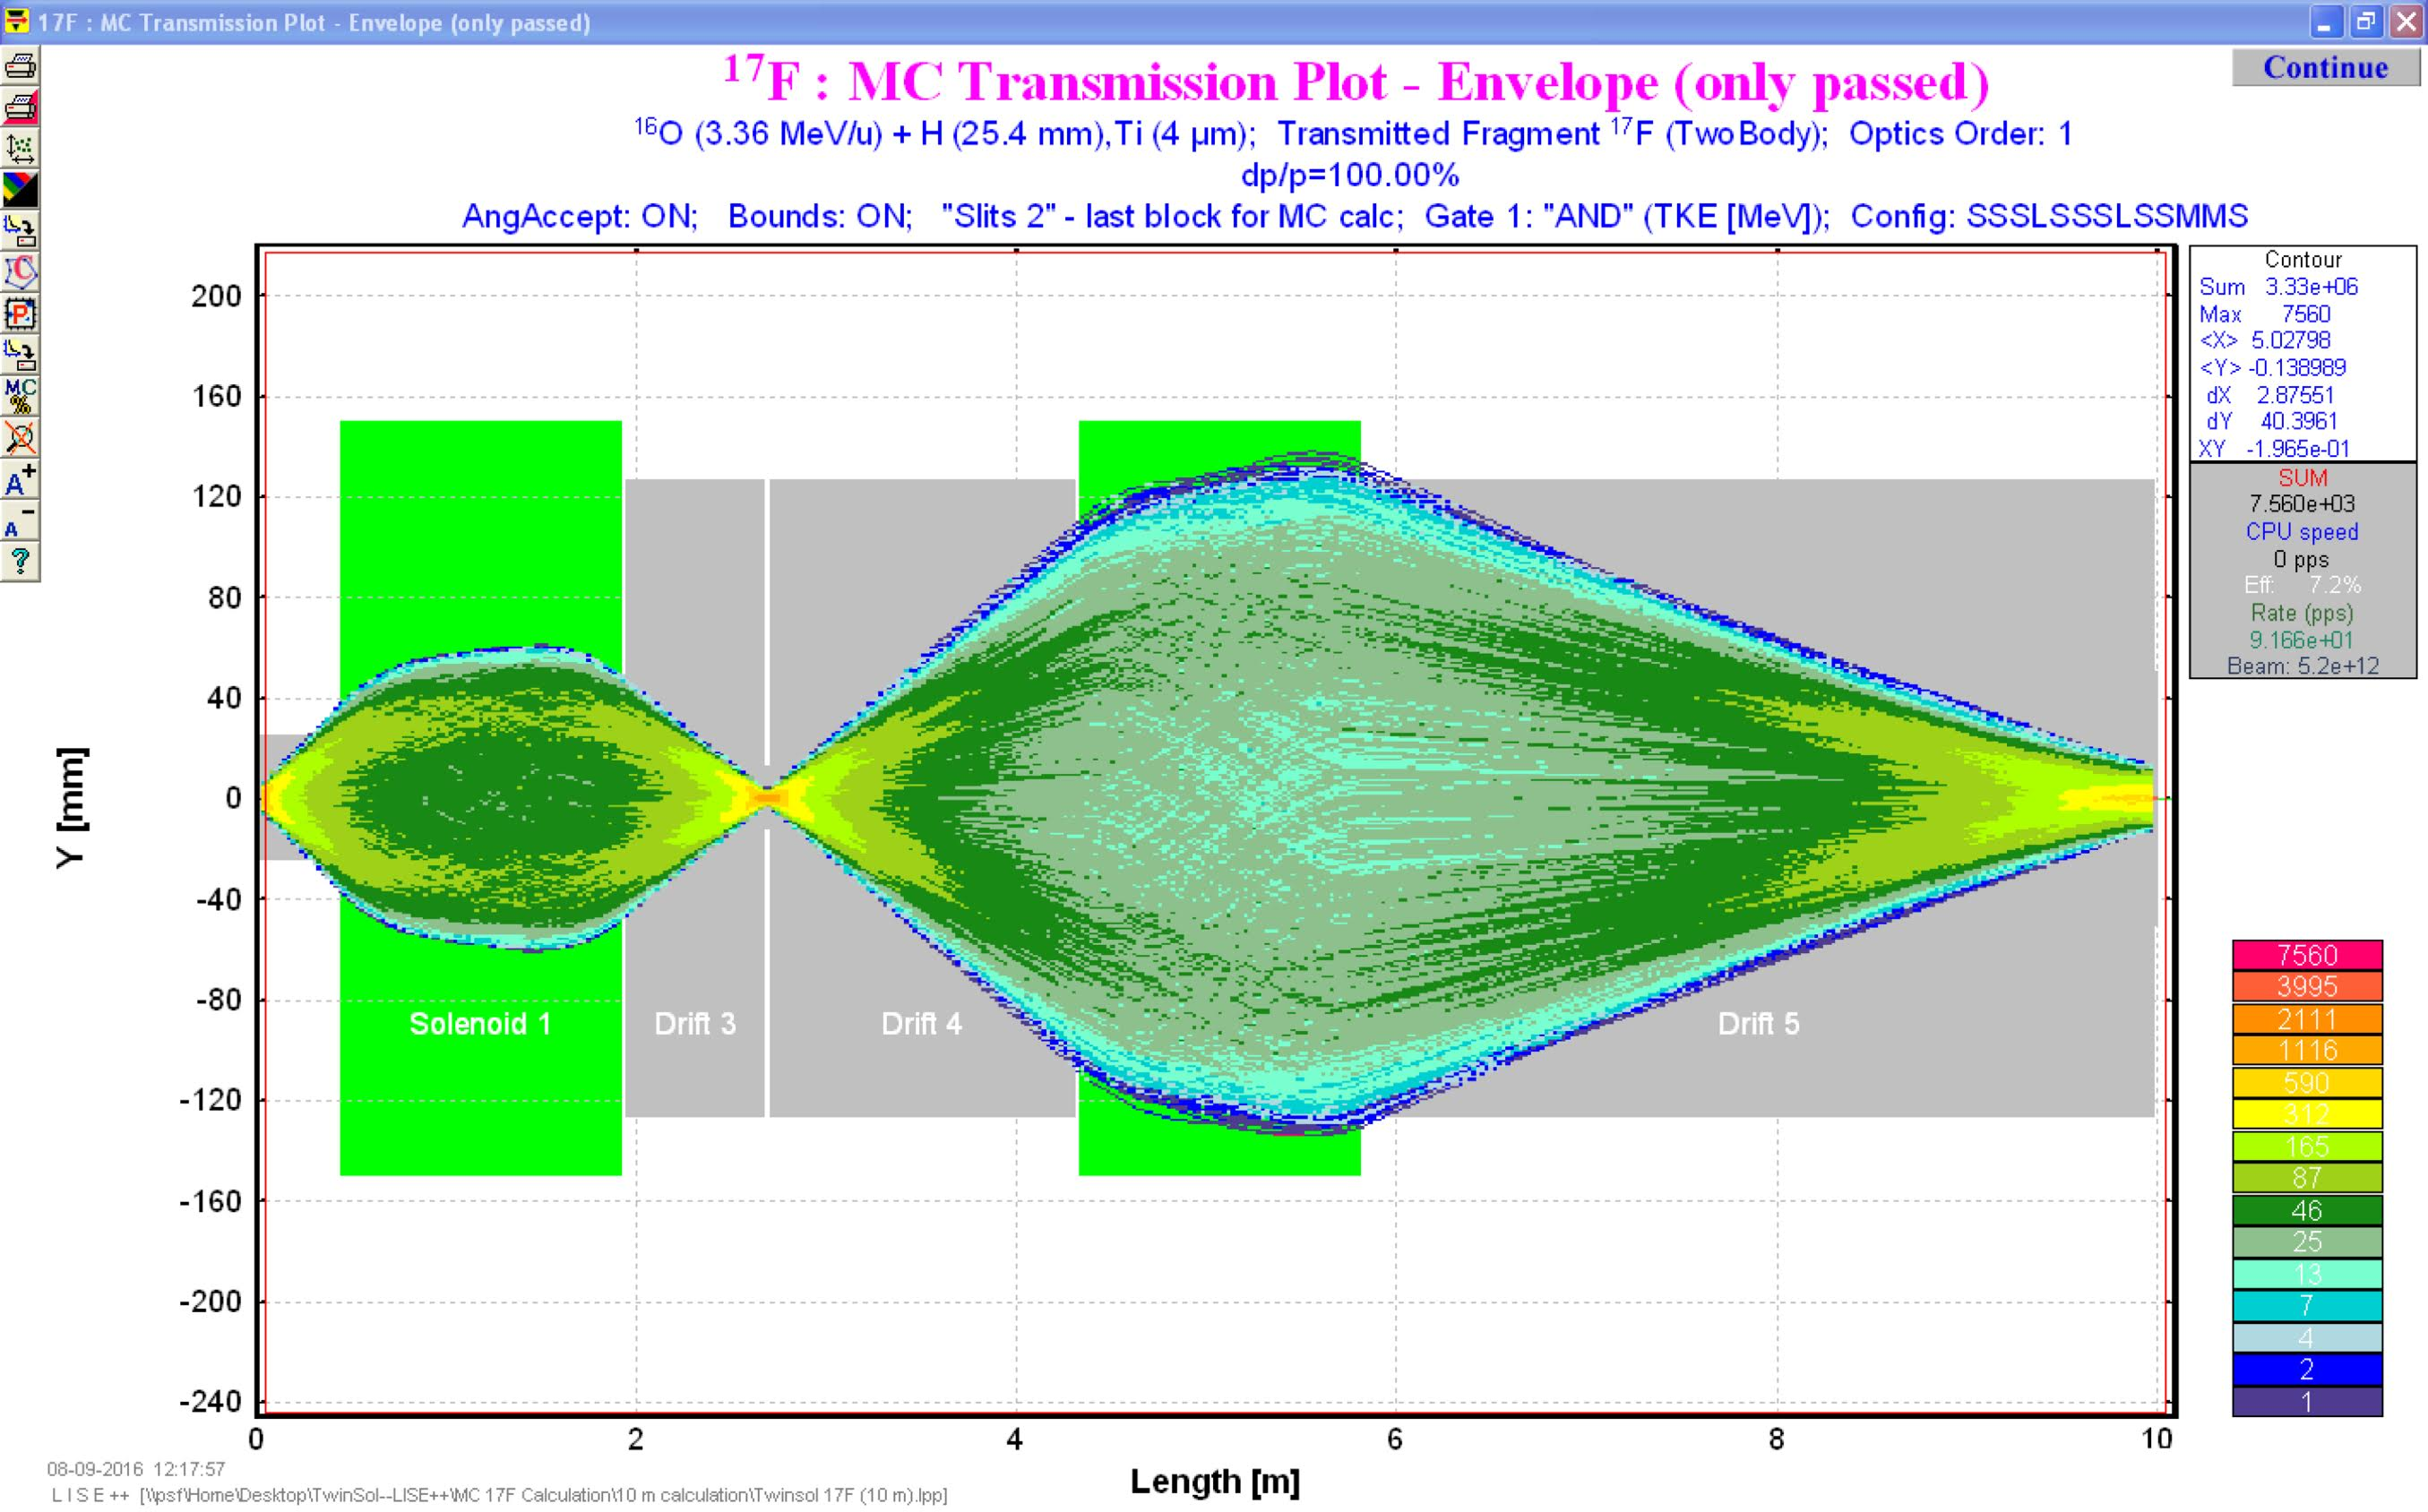 17F : MC Transmission Plot - Envelope (only passed)
Continue
¹⁷F : MC Transmission Plot - Envelope (only passed)
¹⁶O (3.36 MeV/u) + H (25.4 mm),Ti (4 µm); Transmitted Fragment ¹⁷F (TwoBody); Optics Order: 1
dp/p=100.00%
AngAccept: ON; Bounds: ON; "Slits 2" - last block for MC calc; Gate 1: "AND" (TKE [MeV]); Config: SSSLSSSLSSMMS
C
P
MC
%
A+
A-
?
Y [mm]
200
160
120
80
40
0
-40
-80
-120
-160
-200
-240
Solenoid 1
Drift 3
Drift 4
Drift 5
0
2
4
6
8
10
Length [m]
Contour
Sum 3.33e+06
Max 7560
<X> 5.02798
<Y> -0.138989
dX 2.87551
dY 40.3961
XY -1.965e-01
SUM
7.560e+03
CPU speed
0 pps
Eff: 7.2%
Rate (pps)
9.166e+01
Beam: 5.2e+12
7560
3995
2111
1116
590
312
165
87
46
25
13
7
4
2
1
08-09-2016 12:17:57
L I S E ++ [\\psf\Home\Desktop\TwinSol--LISE++\MC 17F Calculation\10 m calculation\Twinsol 17F (10 m).lpp]